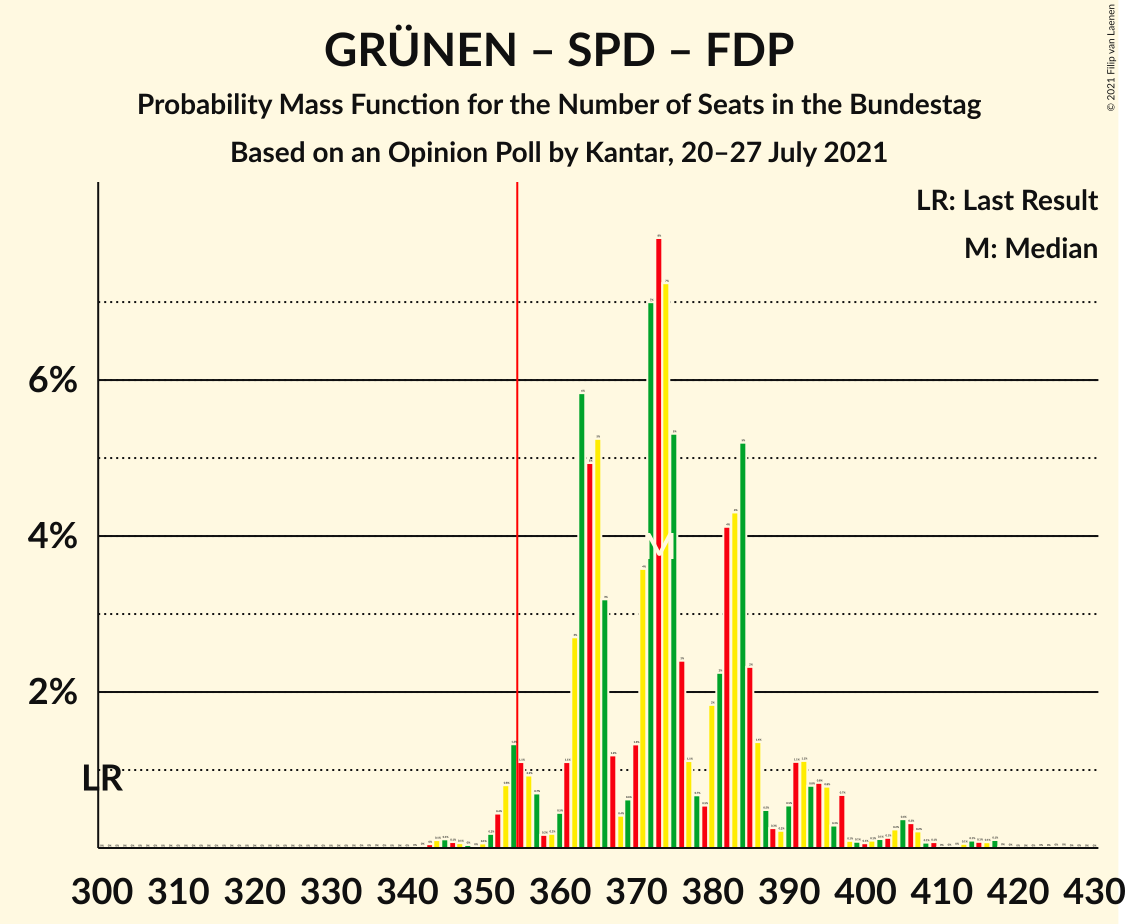 GRÜNEN – SPD – FDP
Probability Mass Function for the Number of Seats in the Bundestag
Based on an Opinion Poll by Kantar, 20–27 July 2021
© 2021 Filip van Laenen
LR: Last Result
M: Median
6%
4%
2%
LR
M
300 310 320 330 340 350 360 370 380 390 400 410 420 430